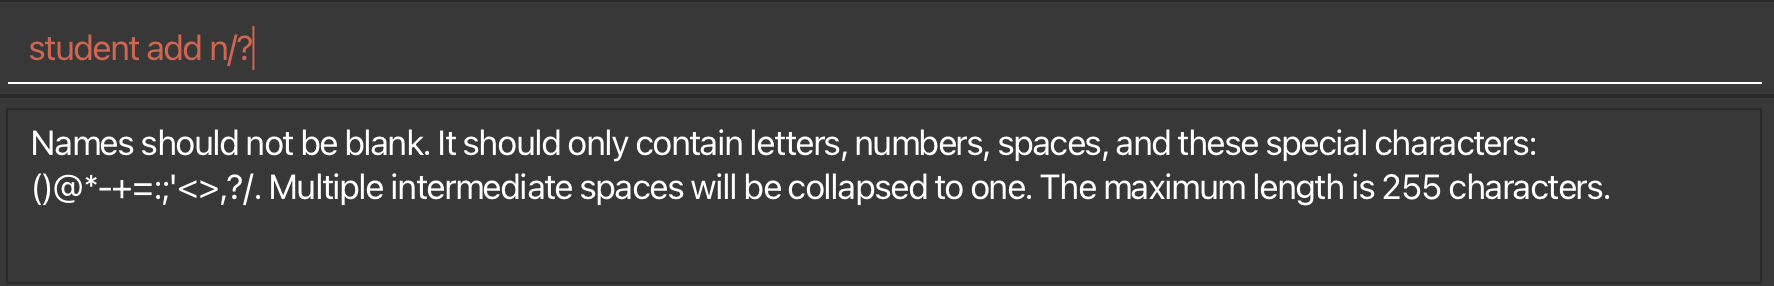 student add n/?
Names should not be blank. It should only contain letters, numbers, spaces, and these special characters:
()@*-+=:;'<>,?/. Multiple intermediate spaces will be collapsed to one. The maximum length is 255 characters.